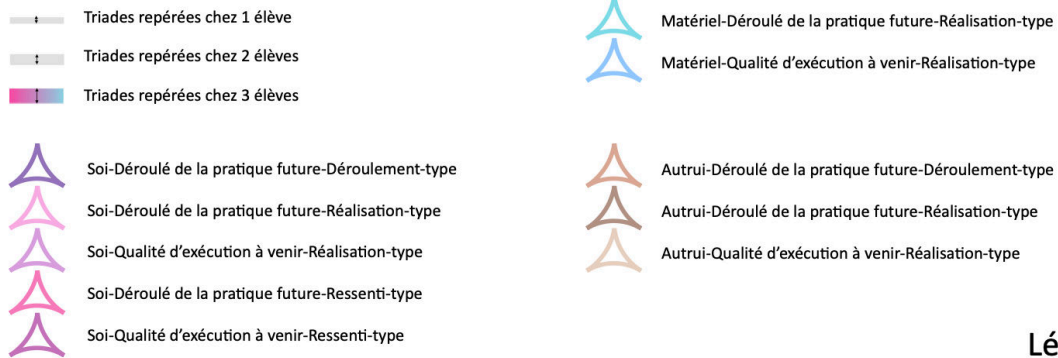 Triades repérées chez 1 élève
Triades repérées chez 2 élèves
Triades repérées chez 3 élèves
Soi-Déroulé de la pratique future-Déroulement-type
Soi-Déroulé de la pratique future-Réalisation-type
Soi-Qualité d'exécution à venir-Réalisation-type
Soi-Déroulé de la pratique future-Ressenti-type
Soi-Qualité d'exécution à venir-Ressenti-type
Matériel-Déroulé de la pratique future-Réalisation-type
Matériel-Qualité d'exécution à venir-Réalisation-type
Autrui-Déroulé de la pratique future-Déroulement-type
Autrui-Déroulé de la pratique future-Réalisation-type
Autrui-Qualité d'exécution à venir-Réalisation-type
Lé